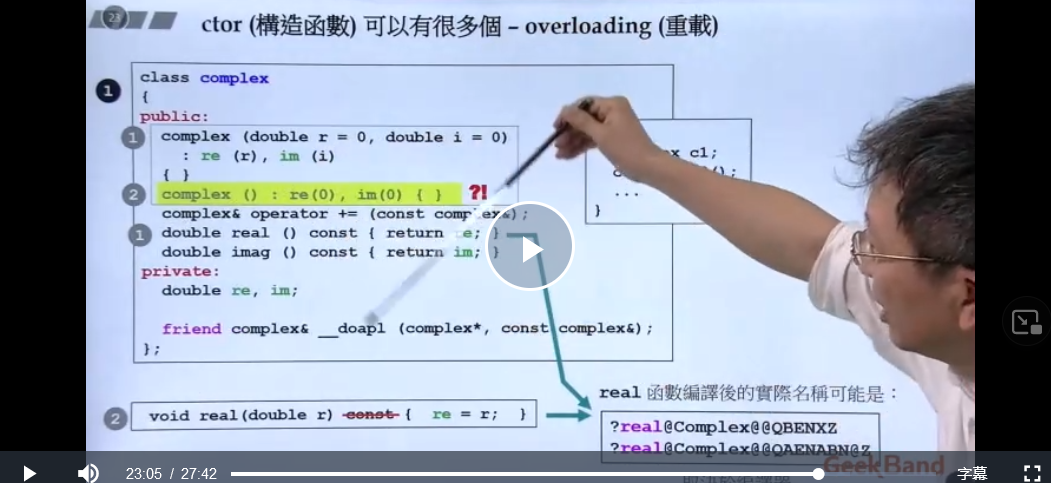 23
ctor (構造函數) 可以有很多個 – overloading (重載)
1
class complex
{
public:
1
complex (double r = 0, double i = 0)
: re (r), im (i)
{ }
2
complex () : re(0), im(0) { } ?!
complex& operator += (const complex&);
1
double real () const { return re; }
double imag () const { return im; }
private:
double re, im;
friend complex& __doapl (complex*, const complex&);
};
c1;
();
...
}
2
void real(double r) const { re = r; }
real 函數編譯後的實際名稱可能是：
?real@Complex@@QBENXZ
?real@Complex@@QAENABN@Z
GeekBand
23:05 / 27:42
字幕